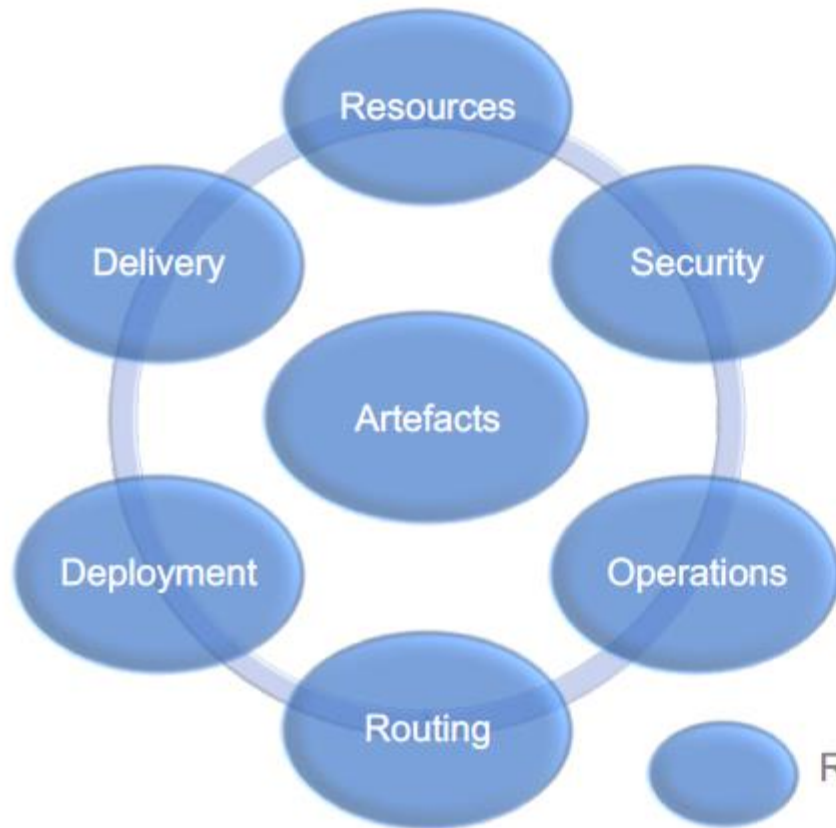 Resources
Delivery
Security
Artefacts
Deployment
Operations
Routing